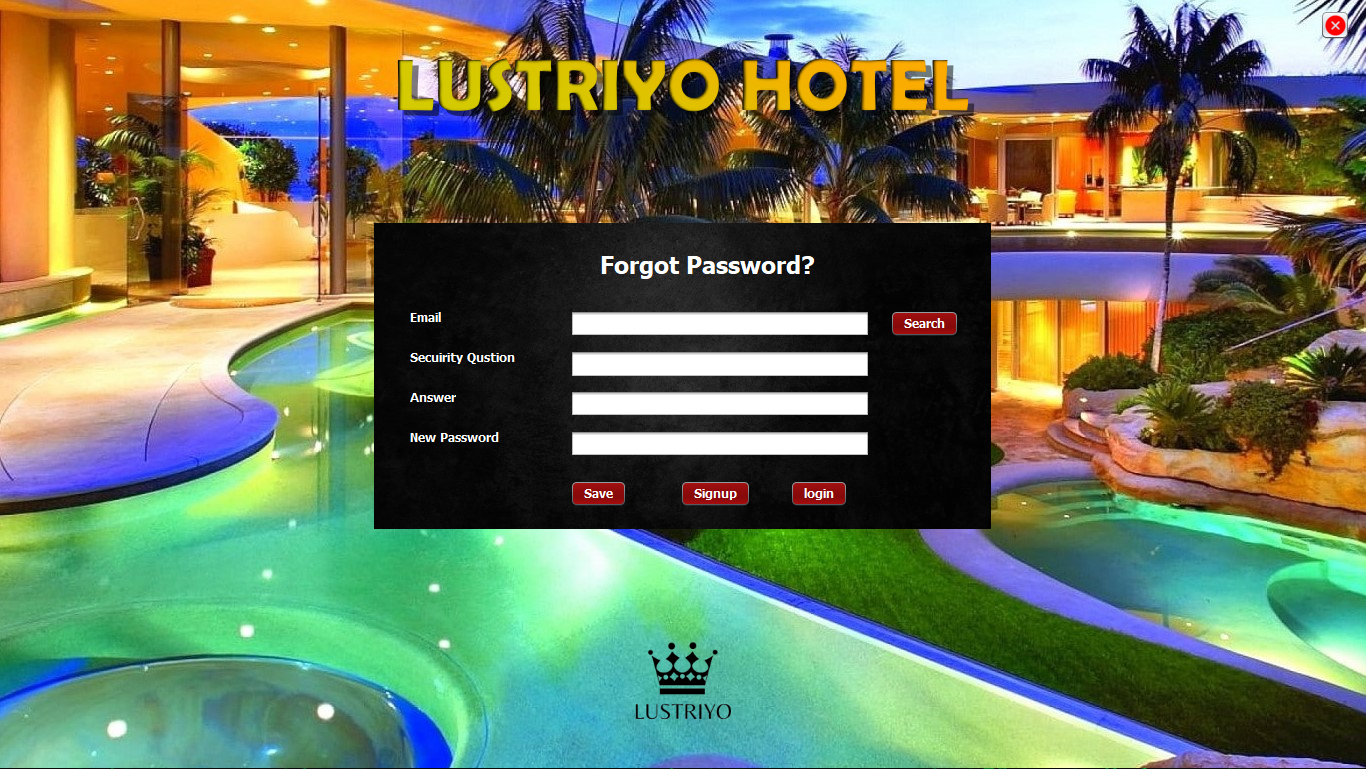 LUSTRIYO HOTEL
Forgot Password?
Email
Search
Secuirity Qustion
Answer
New Password
Save Signup login
LUSTRIYO